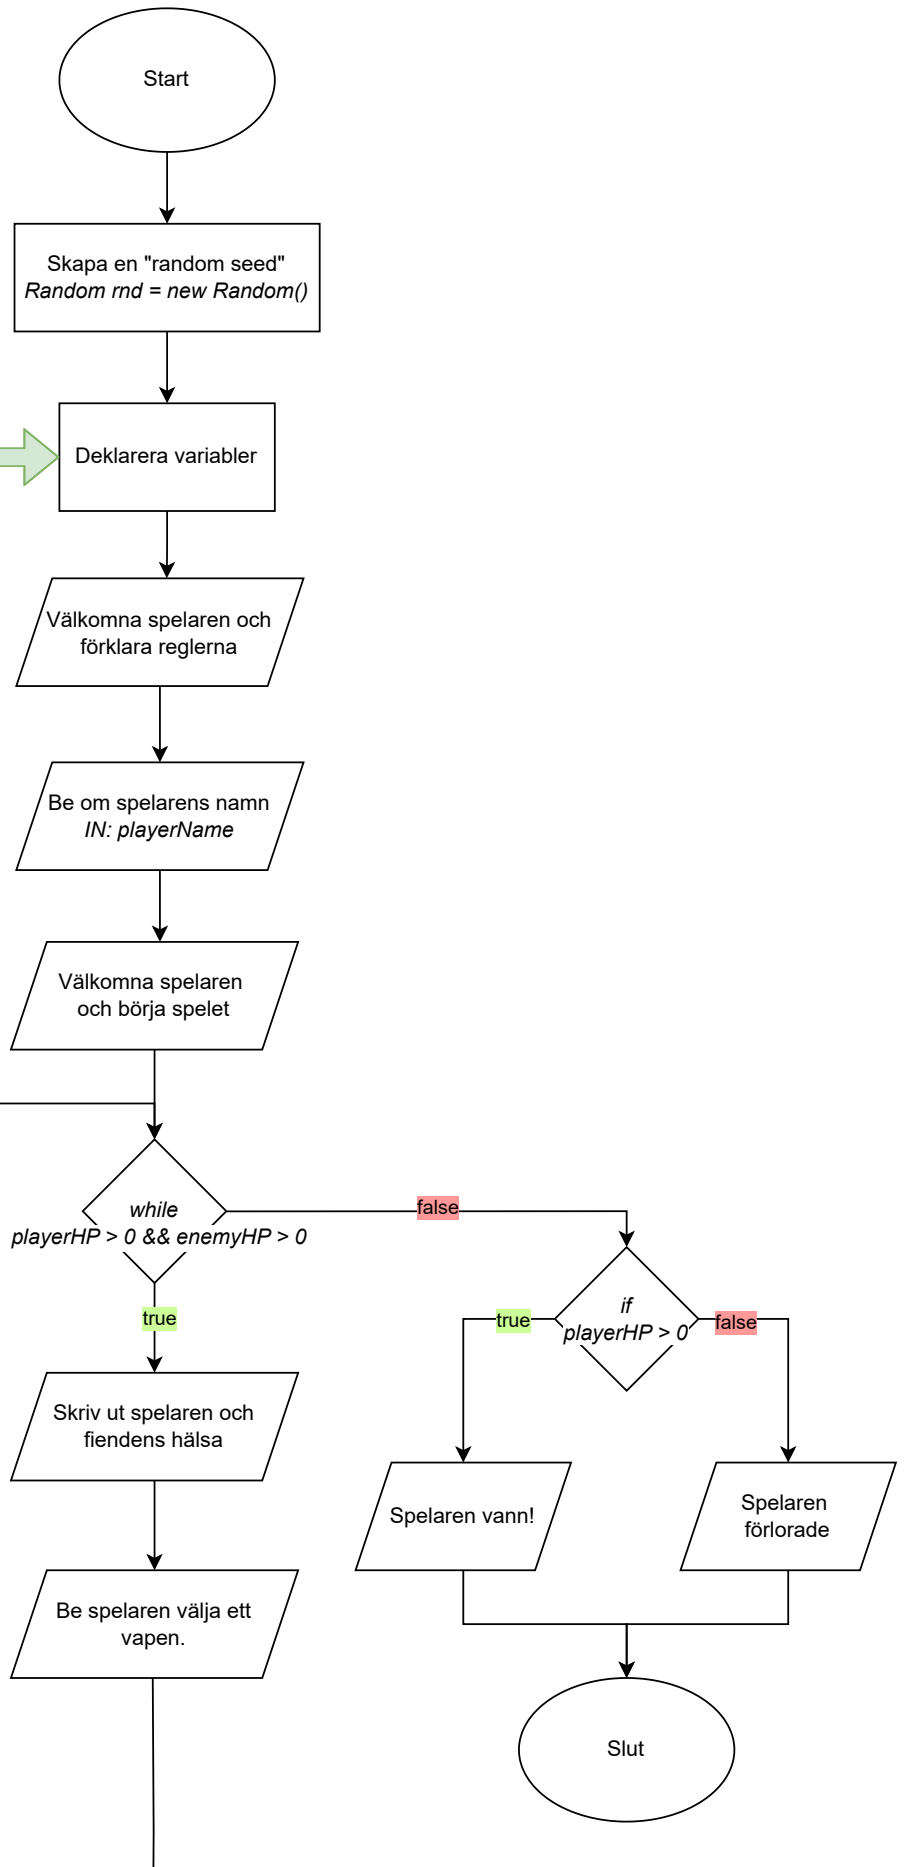 Start
Skapa en "random seed"
Random rnd = new Random()
Deklarera variabler
Välkomna spelaren och
förklara reglerna
Be om spelarens namn
IN: playerName
Välkomna spelaren
och börja spelet
while
playerHP > 0 && enemyHP > 0
false
true
if
playerHP > 0
true
false
Skriv ut spelaren och
fiendens hälsa
Spelaren vann!
Spelaren
förlorade
Be spelaren välja ett
vapen.
Slut